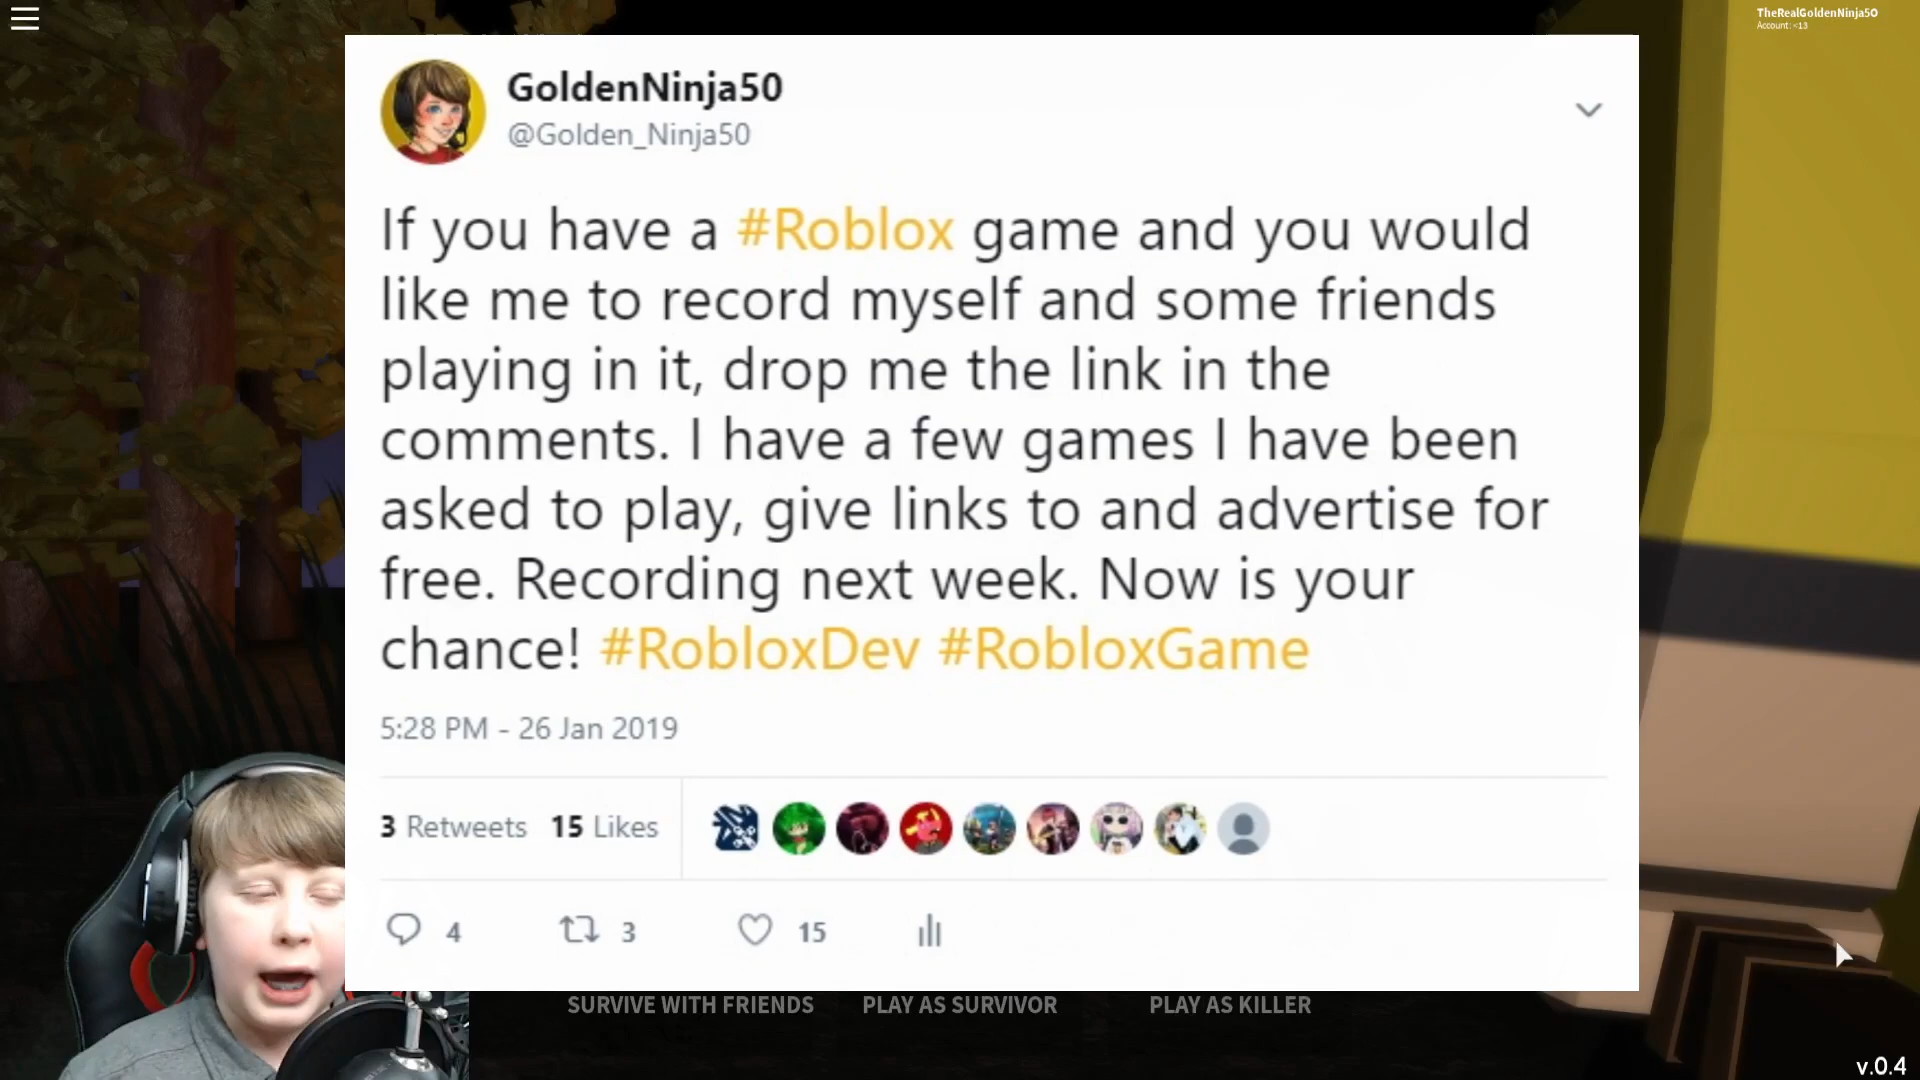 TheRealGoldenNinja50
Account: <13
GoldenNinja50
@Golden_Ninja50
If you have a #Roblox game and you would
like me to record myself and some friends
playing in it, drop me the link in the
comments. I have a few games I have been
asked to play, give links to and advertise for
free. Recording next week. Now is your
chance! #RobloxDev #RobloxGame
5:28 PM - 26 Jan 2019
3 Retweets 15 Likes
4 3 15
SURVIVE WITH FRIENDS PLAY AS SURVIVOR PLAY AS KILLER
v.0.4